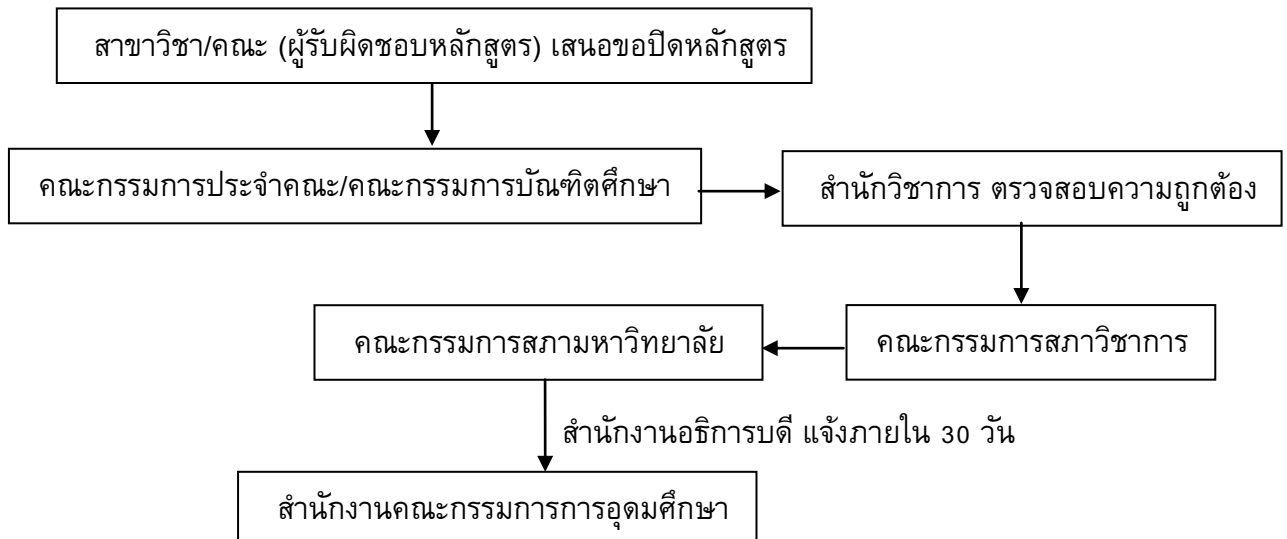 สาขาวิชา/คณะ (ผู้รับผิดชอบหลักสูตร) เสนอขอปิดหลักสูตร
คณะกรรมการประจำคณะ/คณะกรรมการบัณฑิตศึกษา
สำนักวิชาการ ตรวจสอบความถูกต้อง
คณะกรรมการสภาวิชาการ
คณะกรรมการสภามหาวิทยาลัย
สำนักงานอธิการบดี แจ้งภายใน 30 วัน
สำนักงานคณะกรรมการการอุดมศึกษา